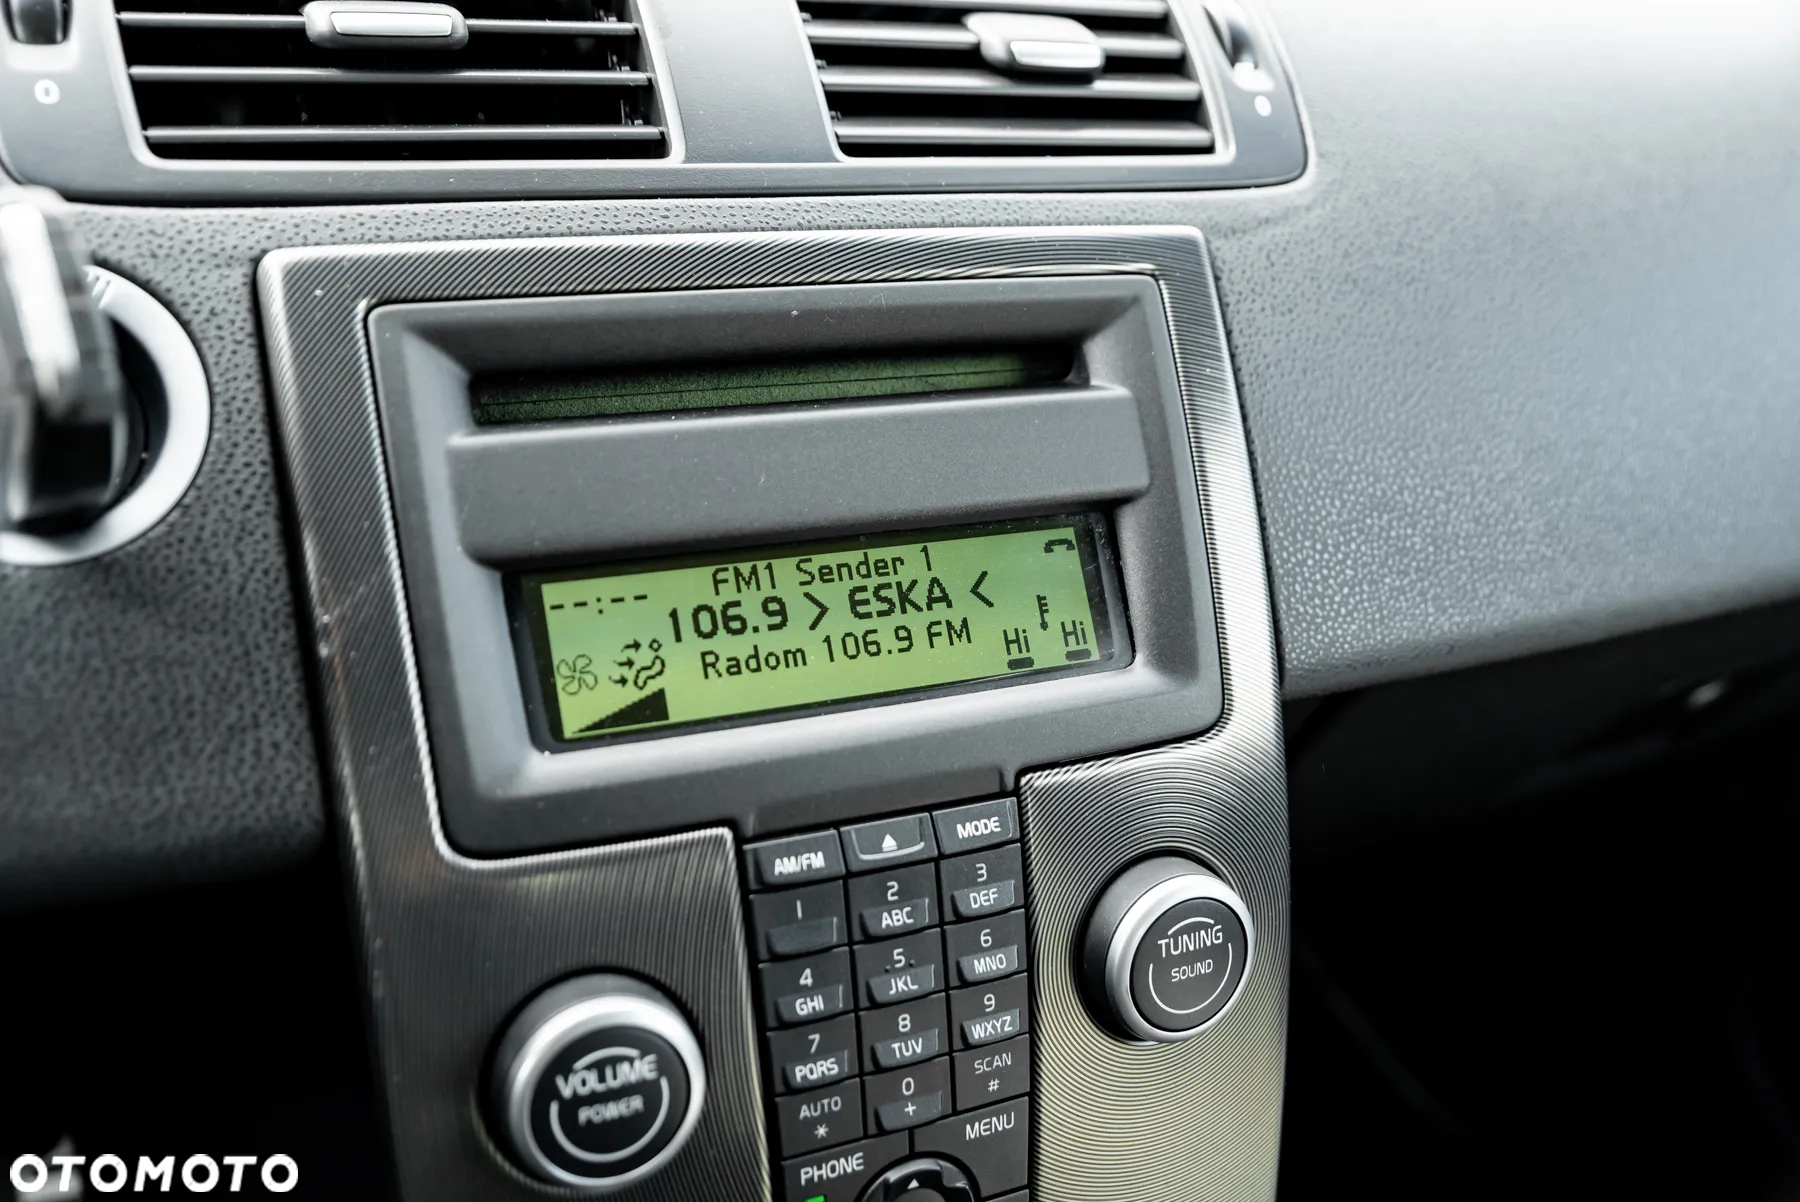 0
0
FM1 Sender 1
--:--
106.9 > ESKA <
Radom 106.9 FM
Hi
Hi
AM/FM
MODE
1
2
ABC
3
DEF
4
GHI
5
JKL
6
MNO
7
PQRS
8
TUV
9
WXYZ
AUTO
*
0
+
SCAN
#
PHONE
MENU
VOLUME
POWER
TUNING
SOUND
OTOMOTO